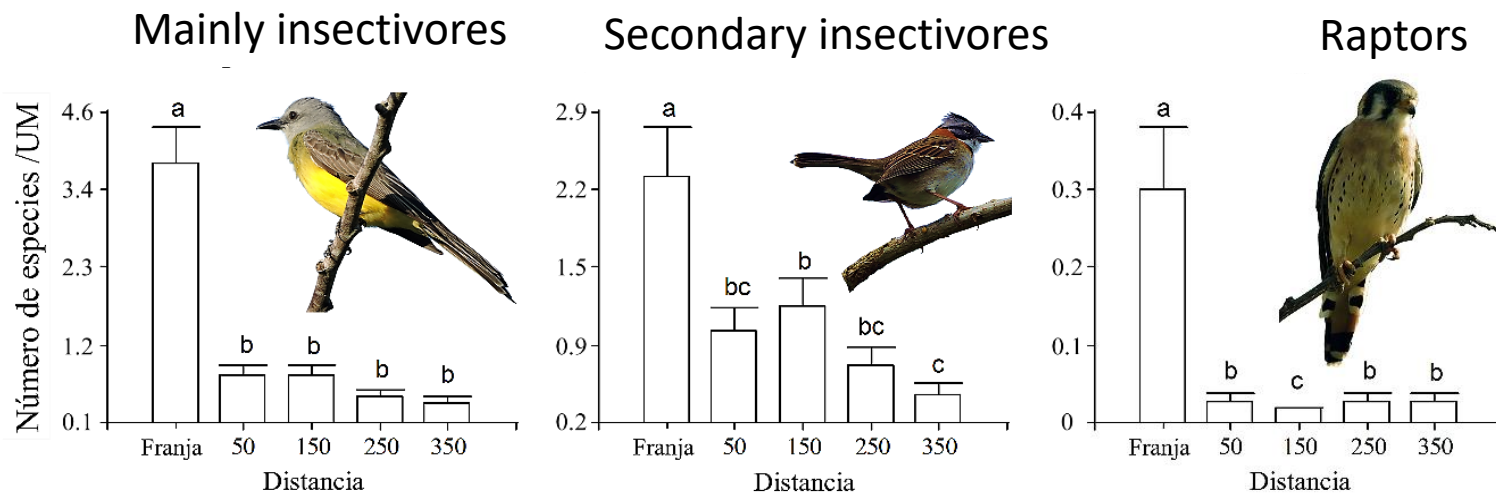 Mainly insectivores
Número de especies /UM
4.6
3.4
2.3
1.2
0.1
a
b
b
b
b
Franja 50 150 250 350
Distancia
Secondary insectivores
2.9
2.2
1.5
0.9
0.2
a
bc
b
bc
c
Franja 50 150 250 350
Distancia
Raptors
0.4
0.3
0.2
0.1
0
a
b
c
b
b
Franja 50 150 250 350
Distancia